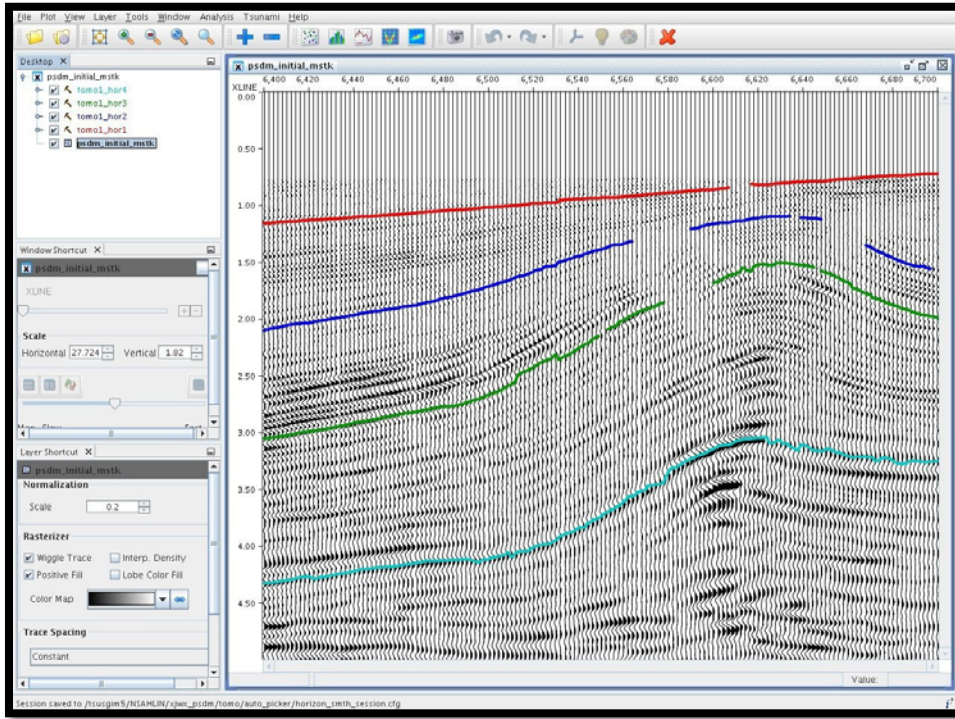 File Plot View Layer Tools Window Analysis Tsunami Help
Desktop X
psdm_initial_mstk
tomo1_hor4
tomo1_hor3
tomo1_hor2
tomo1_hor1
psdm_initial_mstk
Window Shortcut X
psdm_initial_mstk
XLINE
Scale
Horizontal 27.724 Vertical 1.02
Layer Shortcut X
psdm_initial_mstk
Normalization
Scale 0.2
Rasterizer
Wiggle Trace Interp. Density
Positive Fill Lobe Color Fill
Color Map
Trace Spacing
Constant
psdm_initial_mstk
6,400 6,420 6,440 6,460 6,480 6,500 6,520 6,540 6,560 6,580 6,600 6,620 6,640 6,660 6,680 6,700
XLINE
0.00
0.50
1.00
1.50
2.00
2.50
3.00
3.50
4.00
4.50
Value:
Session saved to /tsusgim5/NSAHLIN/xjwx_psdm/tomo/auto_picker/horizon_smth_session.cfg